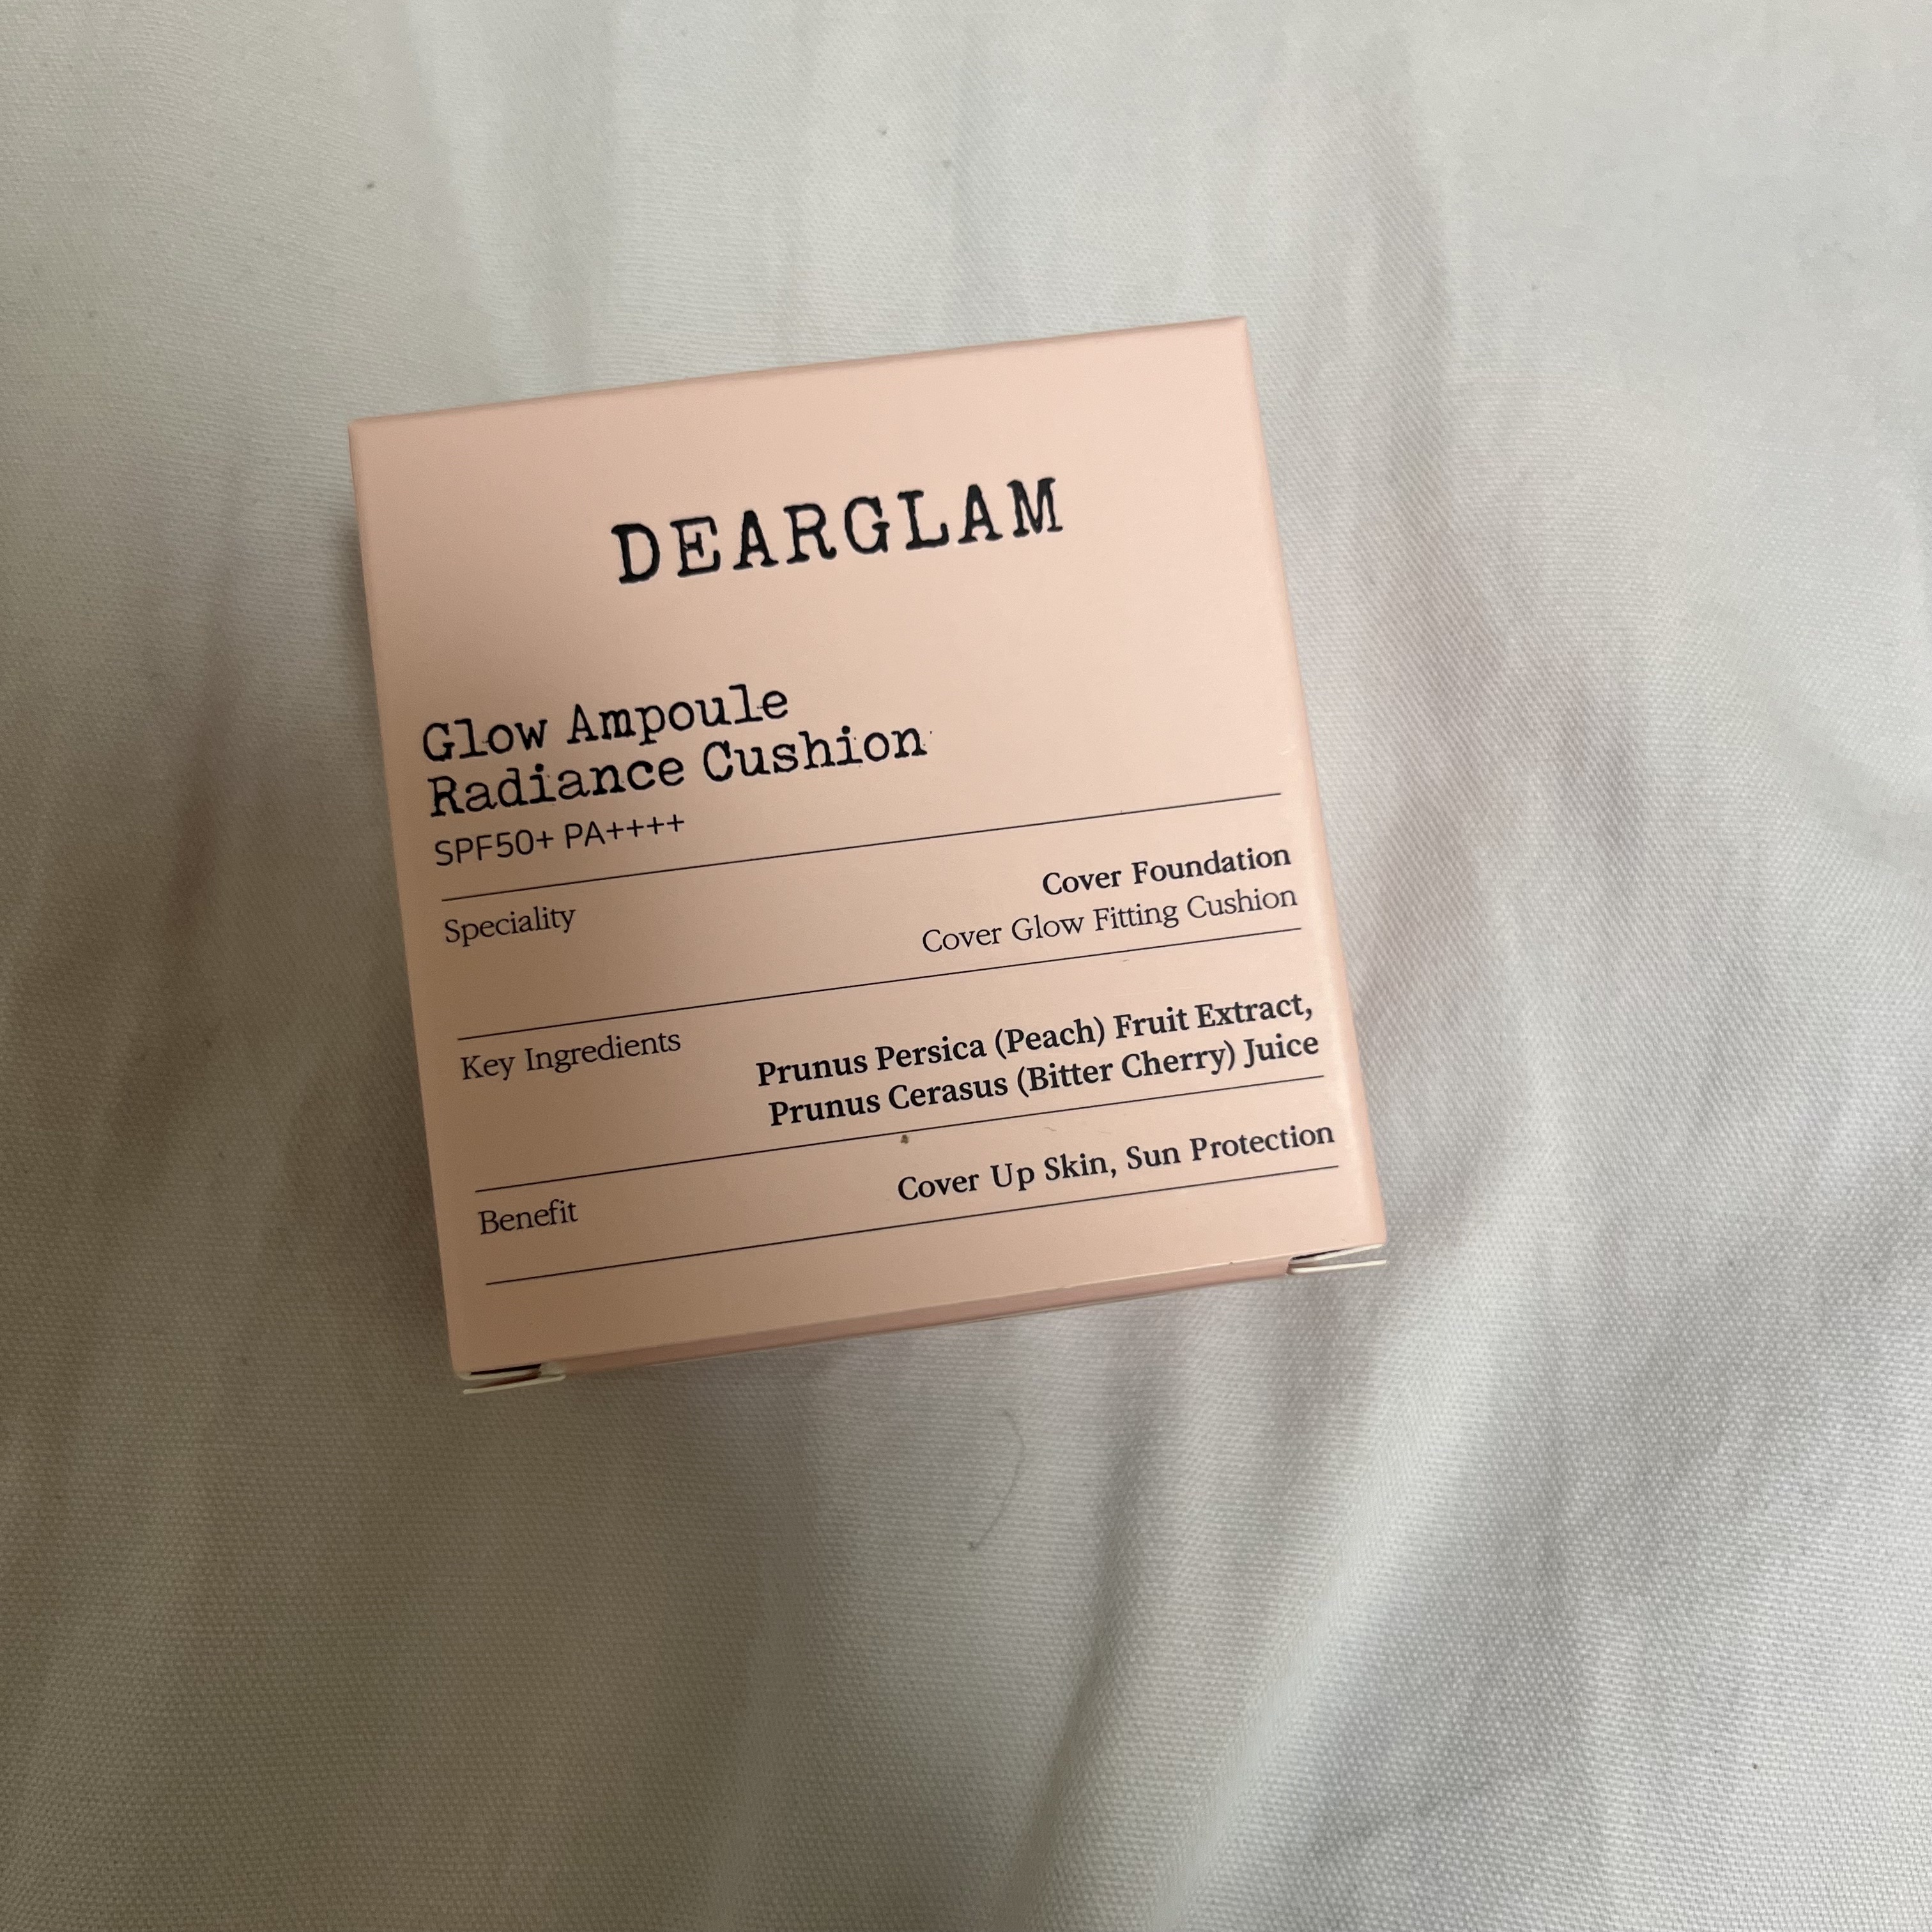 DEARGLAM
Glow Ampoule
Radiance Cushion
SPF50+ PA++++
Speciality
Cover Foundation
Cover Glow Fitting Cushion
Key Ingredients
Prunus Persica (Peach) Fruit Extract,
Prunus Cerasus (Bitter Cherry) Juice
Benefit
Cover Up Skin, Sun Protection